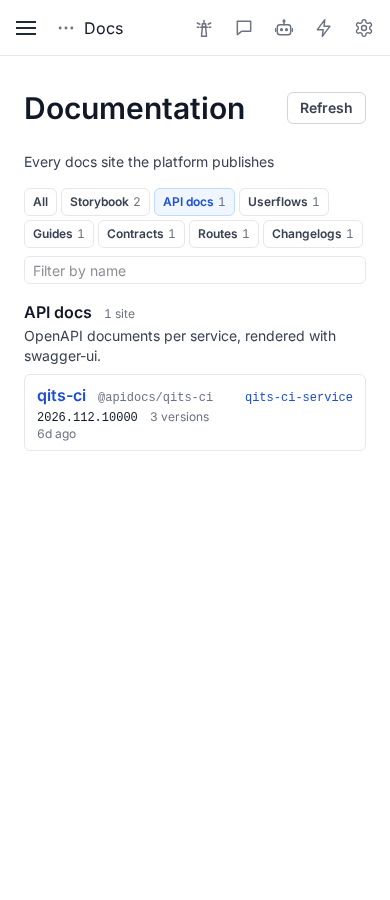 Docs
Documentation
Refresh
Every docs site the platform publishes
All
Storybook 2
API docs 1
Userflows 1
Guides 1
Contracts 1
Routes 1
Changelogs 1
Filter by name
API docs 1 site
OpenAPI documents per service, rendered with
swagger-ui.
qits-ci @apidocs/qits-ci qits-ci-service
2026.112.10000 3 versions
6d ago